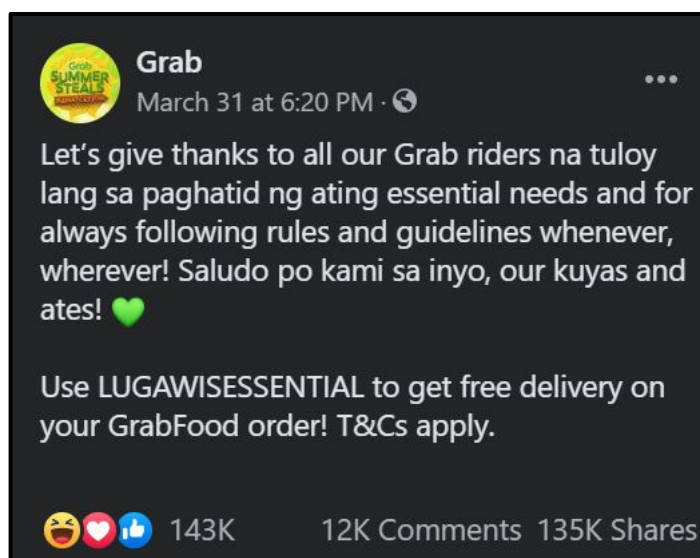 Grab
SUMMER
STEALS
Grab
March 31 at 6:20 PM ·
Let's give thanks to all our Grab riders na tuloy
lang sa paghatid ng ating essential needs and for
always following rules and guidelines whenever,
wherever! Saludo po kami sa inyo, our kuyas and
ates! 💚
Use LUGAWISESSENTIAL to get free delivery on
your GrabFood order! T&Cs apply.
143K 12K Comments 135K Shares